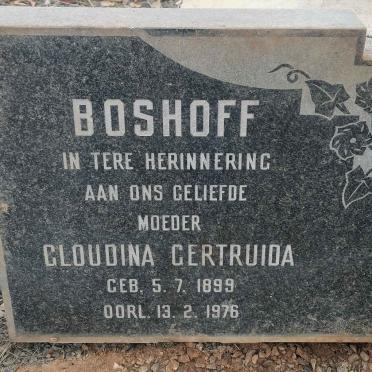 BOSHOFF
IN TERE HERINNERING
AAN ONS GELIEFDE
MOEDER
CLOUDINA GERTRUIDA
GEB. 5. 7. 1899
OORL. 13. 2. 1976